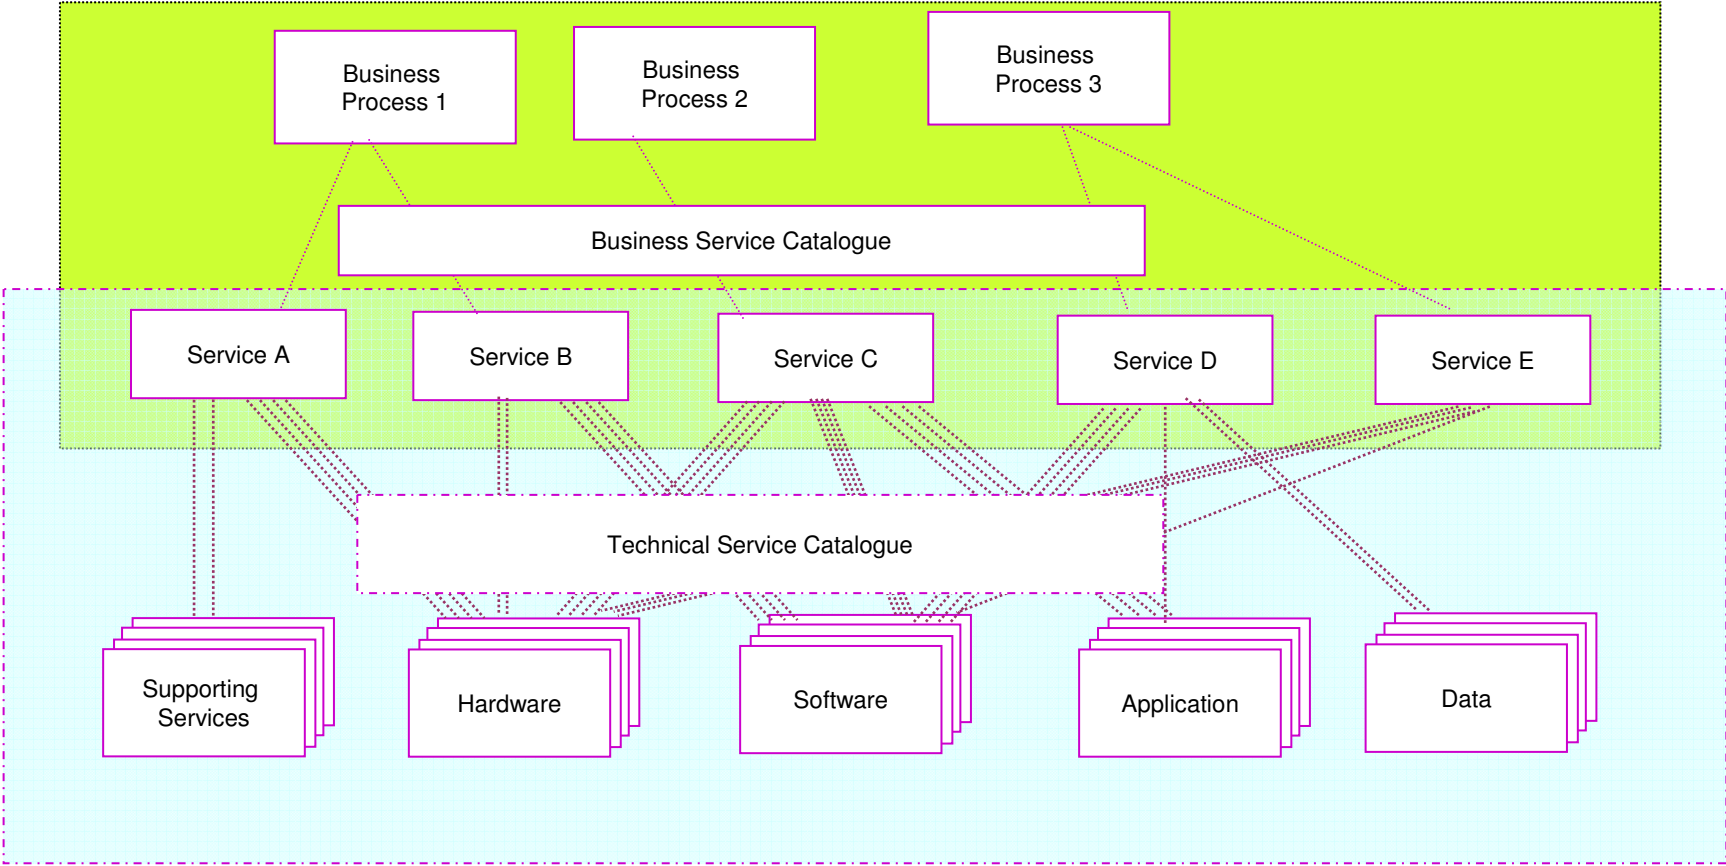 Business
Process 1
Business
Process 2
Business
Process 3
Business Service Catalogue
Service A
Service B
Service C
Service D
Service E
Technical Service Catalogue
Supporting
Services
Hardware
Software
Application
Data